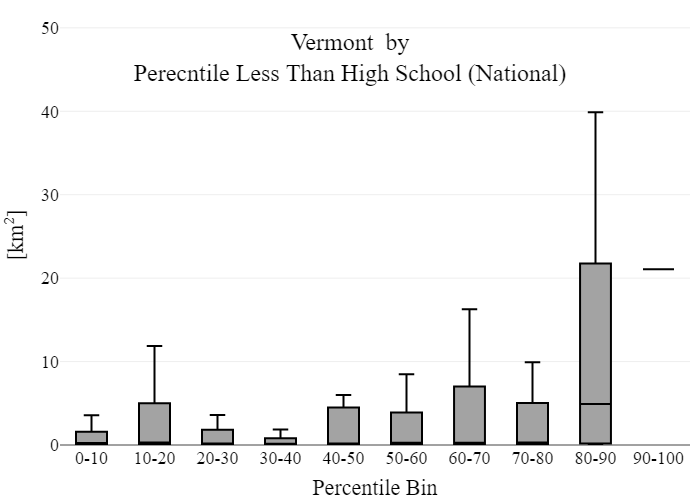 Vermont by
Perecntile Less Than High School (National)
50
40
30
20
10
0
[km²]
0-10 10-20 20-30 30-40 40-50 50-60 60-70 70-80 80-90 90-100
Percentile Bin